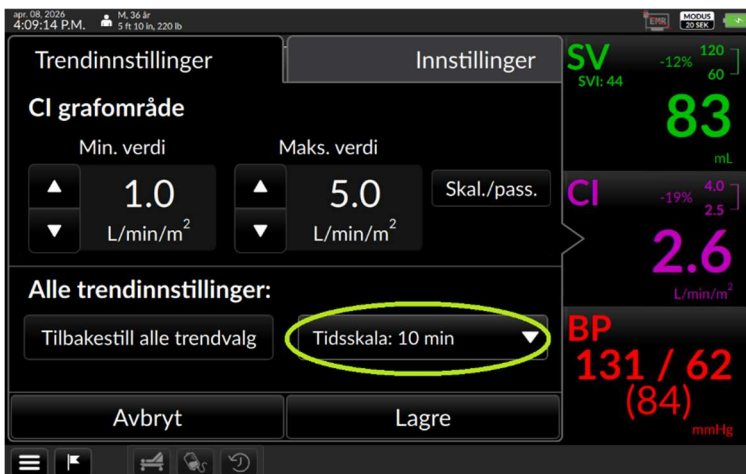 apr. 08, 2026
4:09:14 P.M.
M, 36 år
5 ft 10 in, 220 lb
EMR
MODUS
20 SEK
Trendinnstillinger
Innstillinger
CI grafområde
Min. verdi
Maks. verdi
1.0
L/min/m²
5.0
L/min/m²
Skal./pass.
Alle trendinnstillinger:
Tilbakestill alle trendvalg
Tidsskala: 10 min
Avbryt
Lagre
SV
-12%
120
60
SVI: 44
83
mL
CI
-19%
4.0
2.5
2.6
L/min/m²
BP
131 / 62
(84)
mmHg